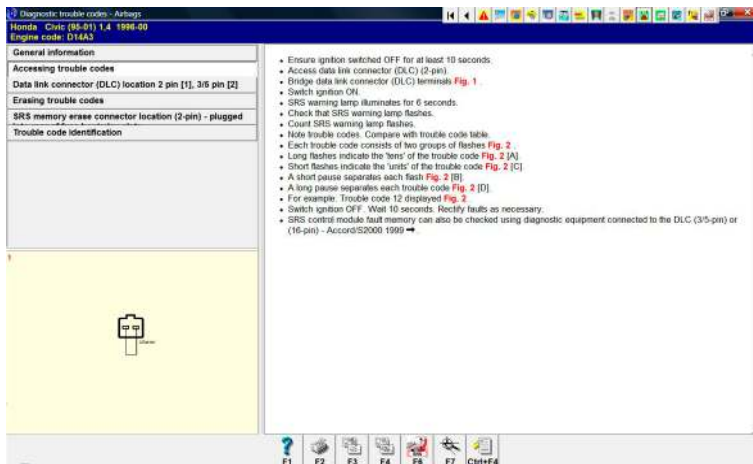 Diagnostic trouble codes - Airbags
Honda Civic (95-01) 1,4 1996-00
Engine code: D14A3
General information
Accessing trouble codes
Data link connector (DLC) location 2 pin [1], 3/5 pin [2]
Erasing trouble codes
SRS memory erase connector location (2-pin) - plugged
Trouble code identification
1
• Ensure ignition switched OFF for at least 10 seconds.
• Access data link connector (DLC) (2-pin).
• Bridge data link connector (DLC) terminals Fig. 1 .
• Switch ignition ON.
• SRS warning lamp illuminates for 6 seconds.
• Check that SRS warning lamp flashes.
• Count SRS warning lamp flashes.
• Note trouble codes. Compare with trouble code table.
• Each trouble code consists of two groups of flashes Fig. 2 .
• Long flashes indicate the 'tens' of the trouble code Fig. 2 [A].
• Short flashes indicate the 'units' of the trouble code Fig. 2 [C].
• A short pause separates each flash Fig. 2 [B].
• A long pause separates each trouble code Fig. 2 [D].
• For example: Trouble code 12 displayed Fig. 2
• Switch ignition OFF. Wait 10 seconds. Rectify faults as necessary.
• SRS control module fault memory can also be checked using diagnostic equipment connected to the DLC (3/5-pin) or
(16-pin) - Accord/S2000 1999 ➡ .
F1 F2 F3 F4 F6 F7 Ctrl+F4